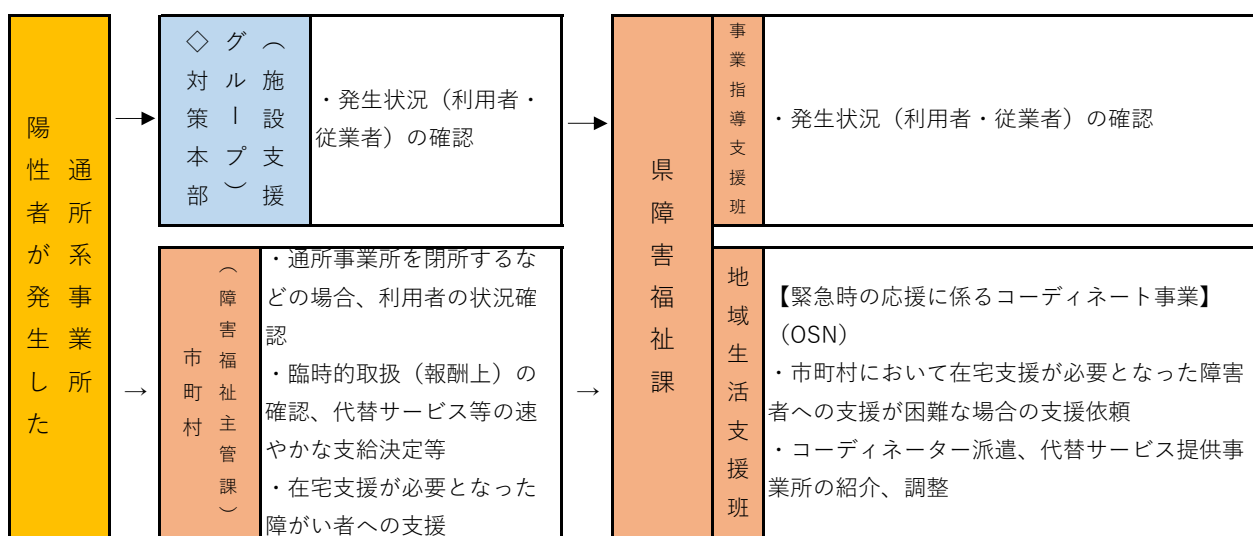 陽性者が発生した
通所系事業所
◇対策本部
（施設支援
グループ）
・発生状況（利用者・
従業者）の確認
市町村
（障害福祉主管課）
・通所事業所を閉所するな
どの場合、利用者の状況確
認
・臨時的取扱（報酬上）の
確認、代替サービス等の速
やかな支給決定等
・在宅支援が必要となった
障がい者への支援
県障害福祉課
事業指導支援班
・発生状況（利用者・従業者）の確認
地域生活支援班
【緊急時の応援に係るコーディネート事業】
（OSN）
・市町村において在宅支援が必要となった障害
者への支援が困難な場合の支援依頼
・コーディネーター派遣、代替サービス提供事
業所の紹介、調整